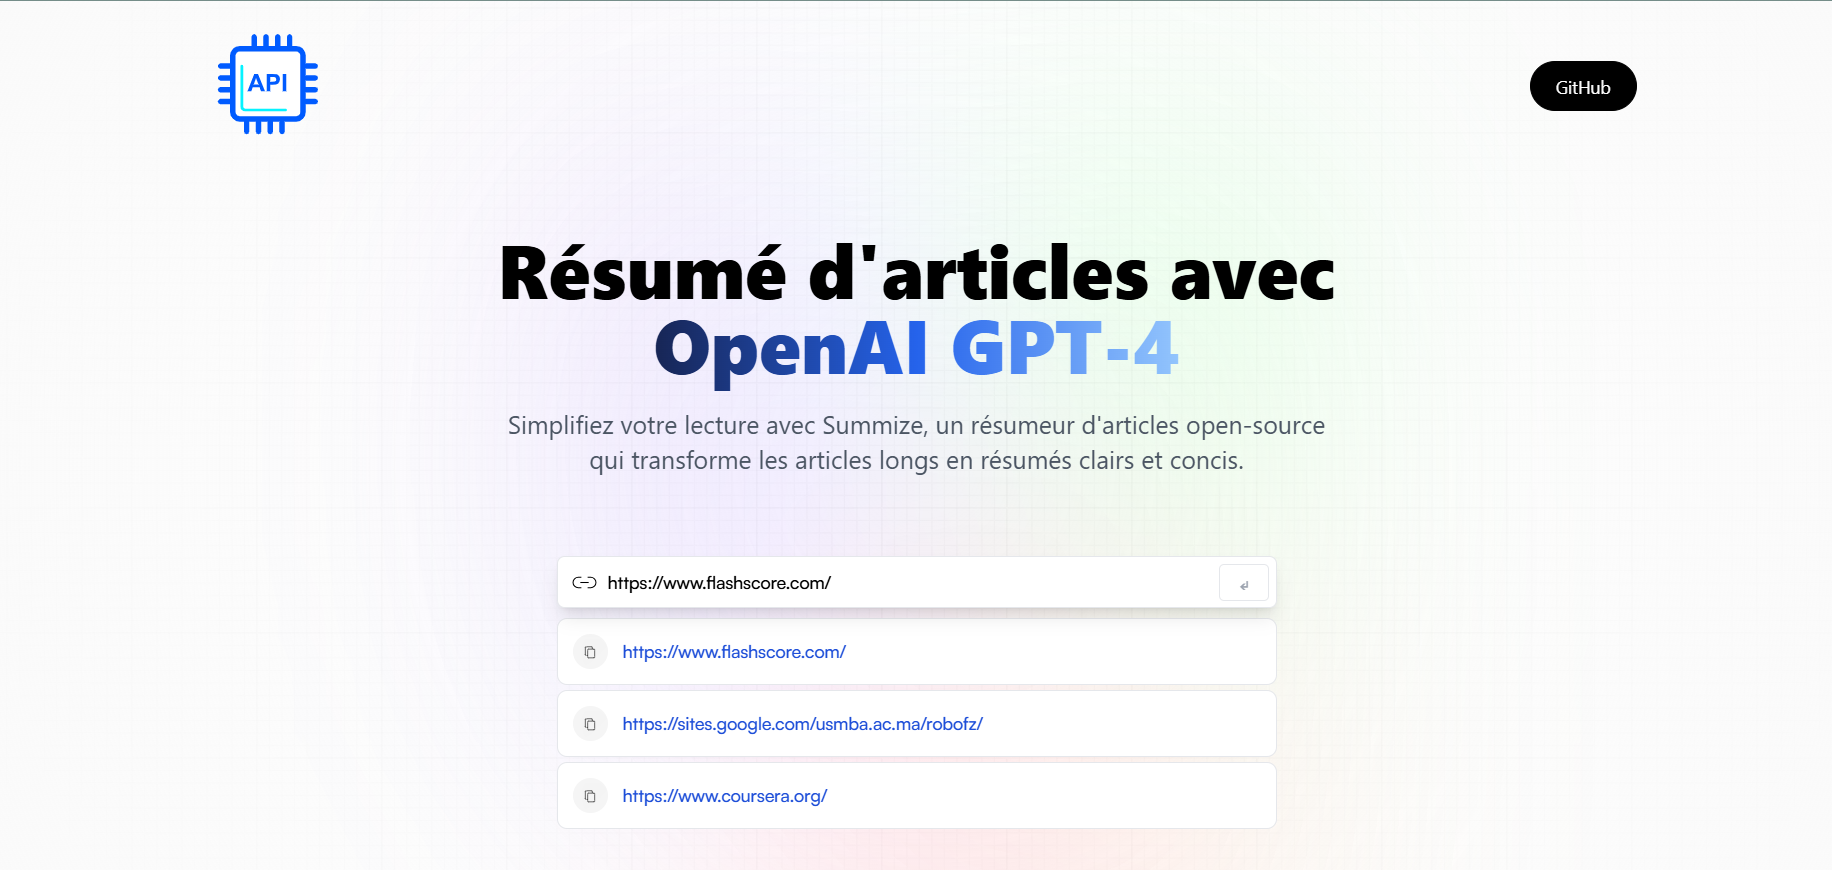 API
GitHub
Résumé d'articles avec
OpenAI GPT-4
Simplifiez votre lecture avec Summize, un résumeur d'articles open-source
qui transforme les articles longs en résumés clairs et concis.
https://www.flashscore.com/
↵
https://www.flashscore.com/
https://sites.google.com/usmba.ac.ma/robofz/
https://www.coursera.org/